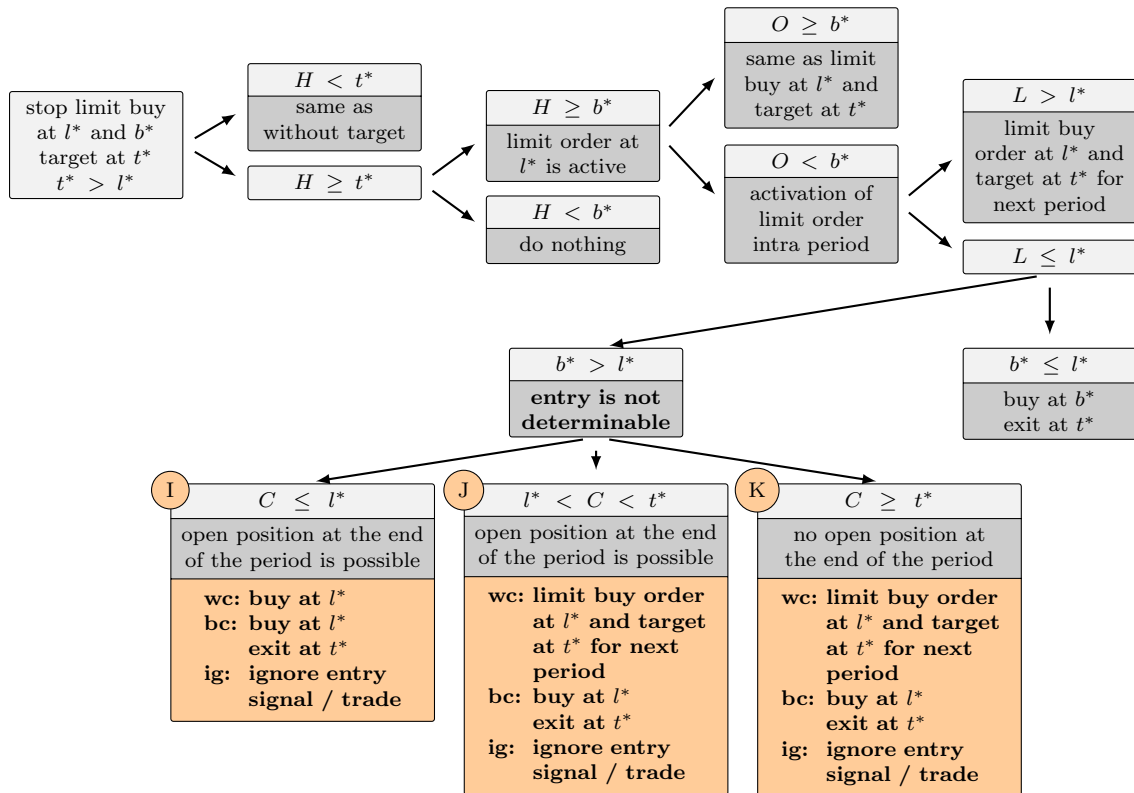 stop limit buy
at l* and b*
target at t*
t* > l*
H < t*
same as
without target
H ≥ t*
H ≥ b*
limit order at
l* is active
H < b*
do nothing
O ≥ b*
same as limit
buy at l* and
target at t*
O < b*
activation of
limit order
intra period
L > l*
limit buy
order at l* and
target at t* for
next period
L ≤ l*
b* > l*
entry is not
determinable
b* ≤ l*
buy at b*
exit at t*
I
C ≤ l*
open position at the end
of the period is possible
wc: buy at l*
bc: buy at l*
exit at t*
ig: ignore entry
signal / trade
J
l* < C < t*
open position at the end
of the period is possible
wc: limit buy order
at l* and target
at t* for next
period
bc: buy at l*
exit at t*
ig: ignore entry
signal / trade
K
C ≥ t*
no open position at
the end of the period
wc: limit buy order
at l* and target
at t* for next
period
bc: buy at l*
exit at t*
ig: ignore entry
signal / trade